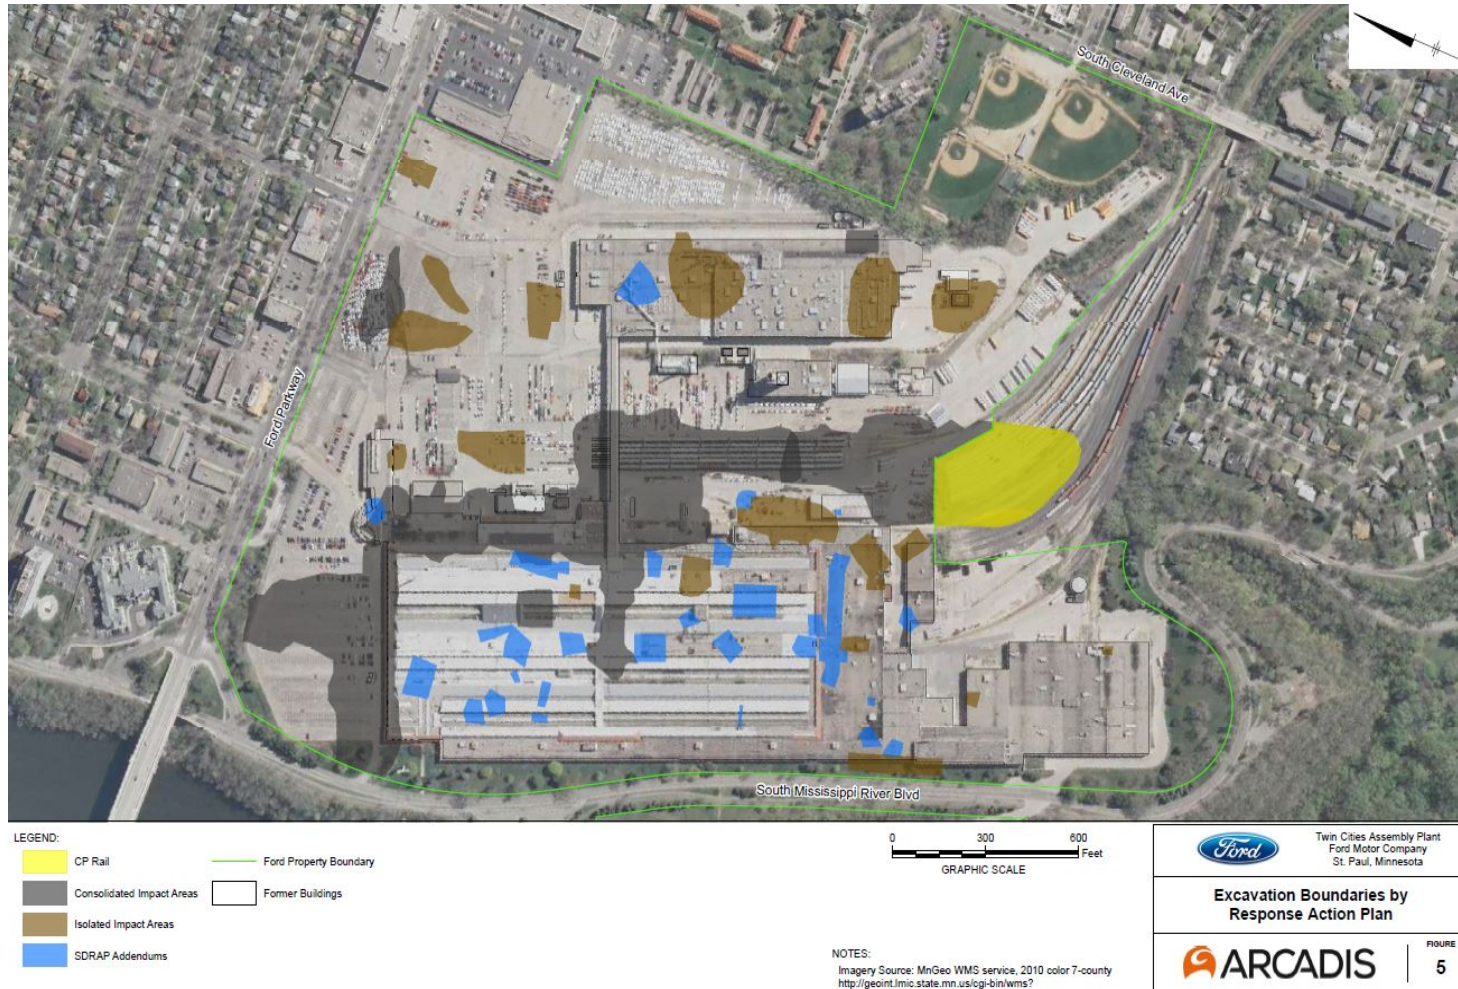 South Cleveland Ave
Ford Parkway
South Mississippi River Blvd
LEGEND:
CP Rail
Consolidated Impact Areas
Isolated Impact Areas
SDRAP Addendums
Ford Property Boundary
Former Buildings
0 300 600
Feet
GRAPHIC SCALE
NOTES:
Imagery Source: MnGeo WMS service, 2010 color 7-county
http://geoint.lmic.state.mn.us/cgi-bin/wms?
Ford
Twin Cities Assembly Plant
Ford Motor Company
St. Paul, Minnesota
Excavation Boundaries by
Response Action Plan
ARCADIS
FIGURE
5